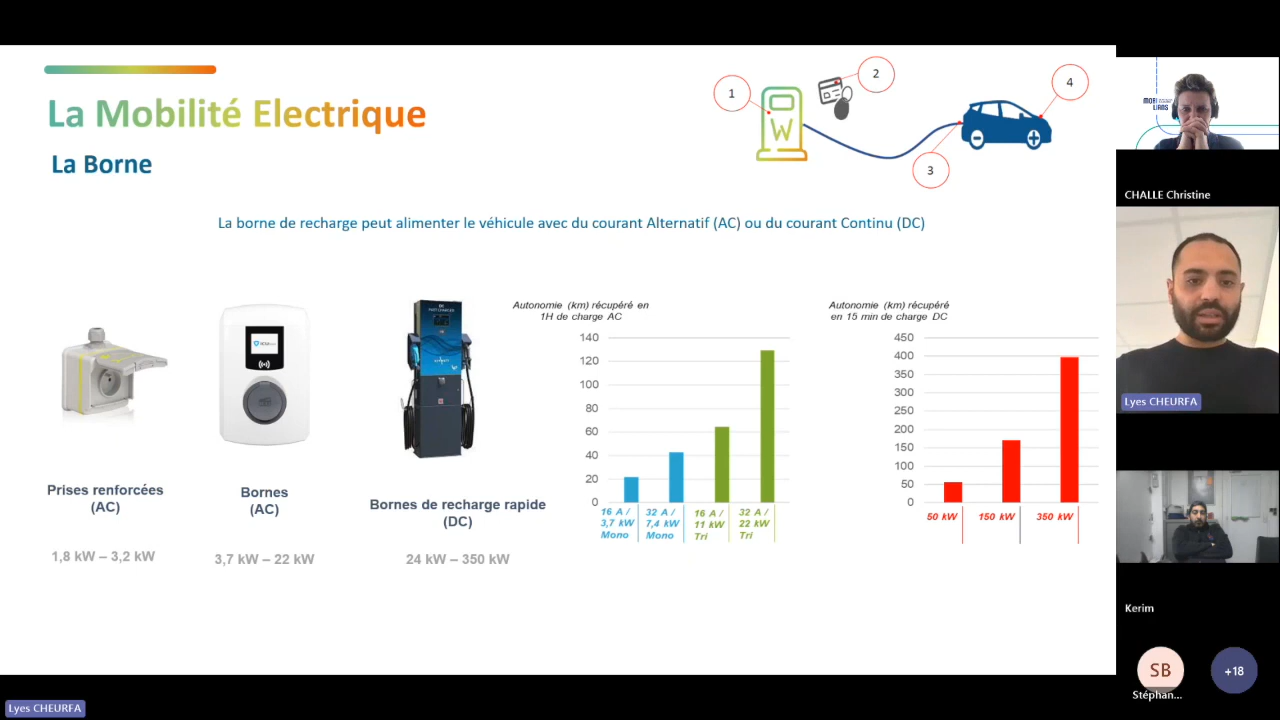 La Mobilité Electrique
La Borne
1
2
3
4
W
La borne de recharge peut alimenter le véhicule avec du courant Alternatif (AC) ou du courant Continu (DC)
Prises renforcées
(AC)
1,8 kW – 3,2 kW
Bornes
(AC)
3,7 kW – 22 kW
Bornes de recharge rapide
(DC)
24 kW – 350 kW
Autonomie (km) récupéré en
1H de charge AC
140
120
100
80
60
40
20
0
16 A /
3,7 kW
Mono
32 A /
7,4 kW
Mono
16 A /
11 kW
Tri
32 A /
22 kW
Tri
Autonomie (km) récupéré
en 15 min de charge DC
450
400
350
300
250
200
150
100
50
0
50 kW
150 kW
350 kW
MOBI
LIANS
CHALLE Christine
Lyes CHEURFA
Kerim
SB
Stéphan...
+18
Lyes CHEURFA